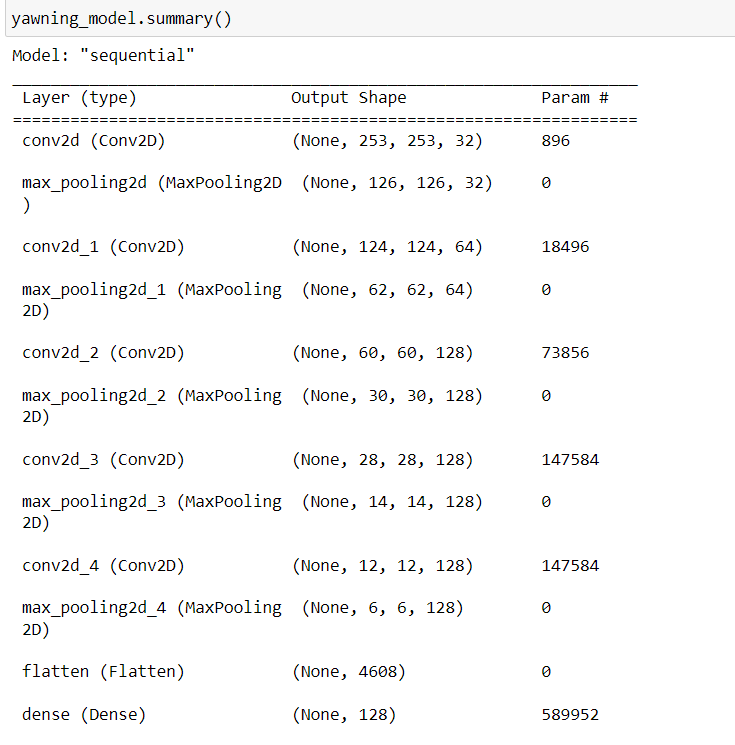 yawning_model.summary()
Model: "sequential"
_________________________________________________________________
Layer (type) Output Shape Param #
=================================================================
conv2d (Conv2D) (None, 253, 253, 32) 896
max_pooling2d (MaxPooling2D (None, 126, 126, 32) 0
)
conv2d_1 (Conv2D) (None, 124, 124, 64) 18496
max_pooling2d_1 (MaxPooling (None, 62, 62, 64) 0
2D)
conv2d_2 (Conv2D) (None, 60, 60, 128) 73856
max_pooling2d_2 (MaxPooling (None, 30, 30, 128) 0
2D)
conv2d_3 (Conv2D) (None, 28, 28, 128) 147584
max_pooling2d_3 (MaxPooling (None, 14, 14, 128) 0
2D)
conv2d_4 (Conv2D) (None, 12, 12, 128) 147584
max_pooling2d_4 (MaxPooling (None, 6, 6, 128) 0
2D)
flatten (Flatten) (None, 4608) 0
dense (Dense) (None, 128) 589952